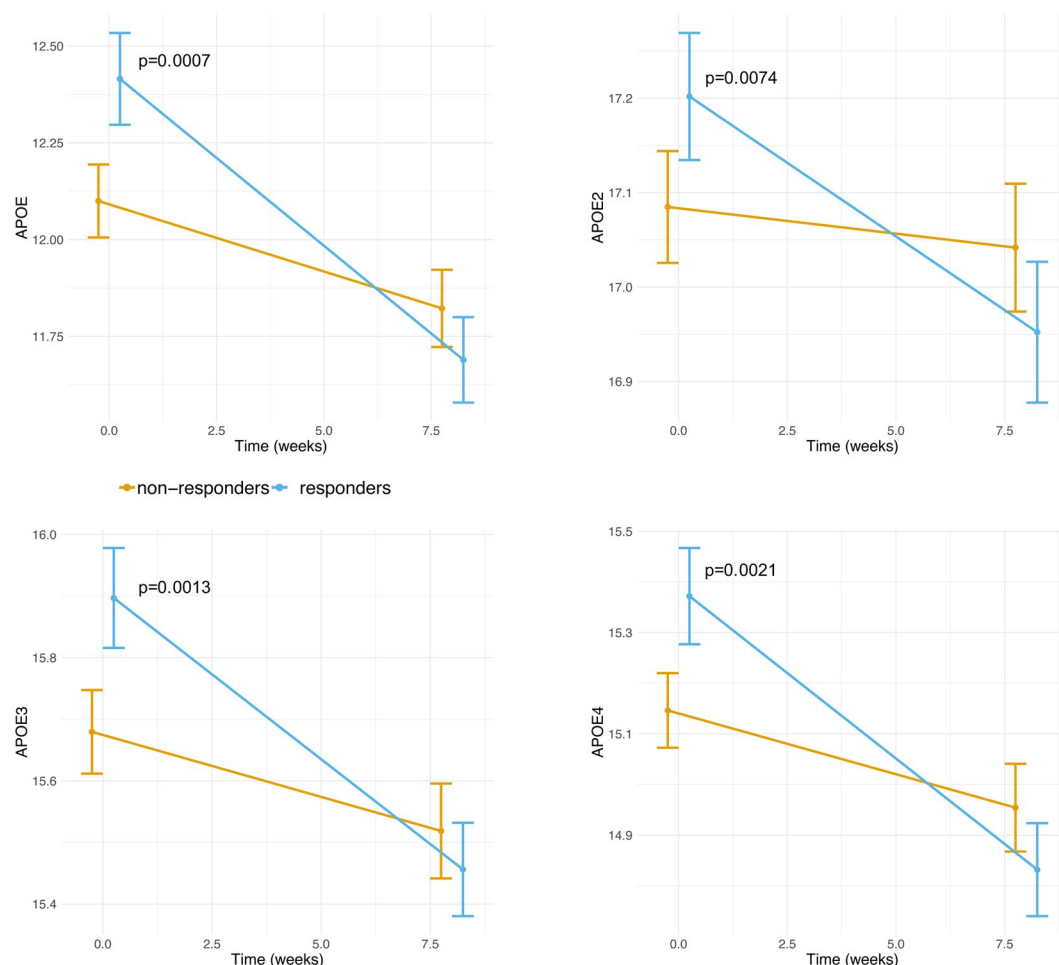 12.50
p=0.0007
12.25
12.00
11.75
APOE
0.0 2.5 5.0 7.5
Time (weeks)
17.2
p=0.0074
17.1
17.0
16.9
APOE2
0.0 2.5 5.0 7.5
Time (weeks)
non−responders responders
16.0
p=0.0013
15.8
15.6
15.4
APOE3
0.0 2.5 5.0 7.5
Time (weeks)
15.5
p=0.0021
15.3
15.1
14.9
APOE4
0.0 2.5 5.0 7.5
Time (weeks)